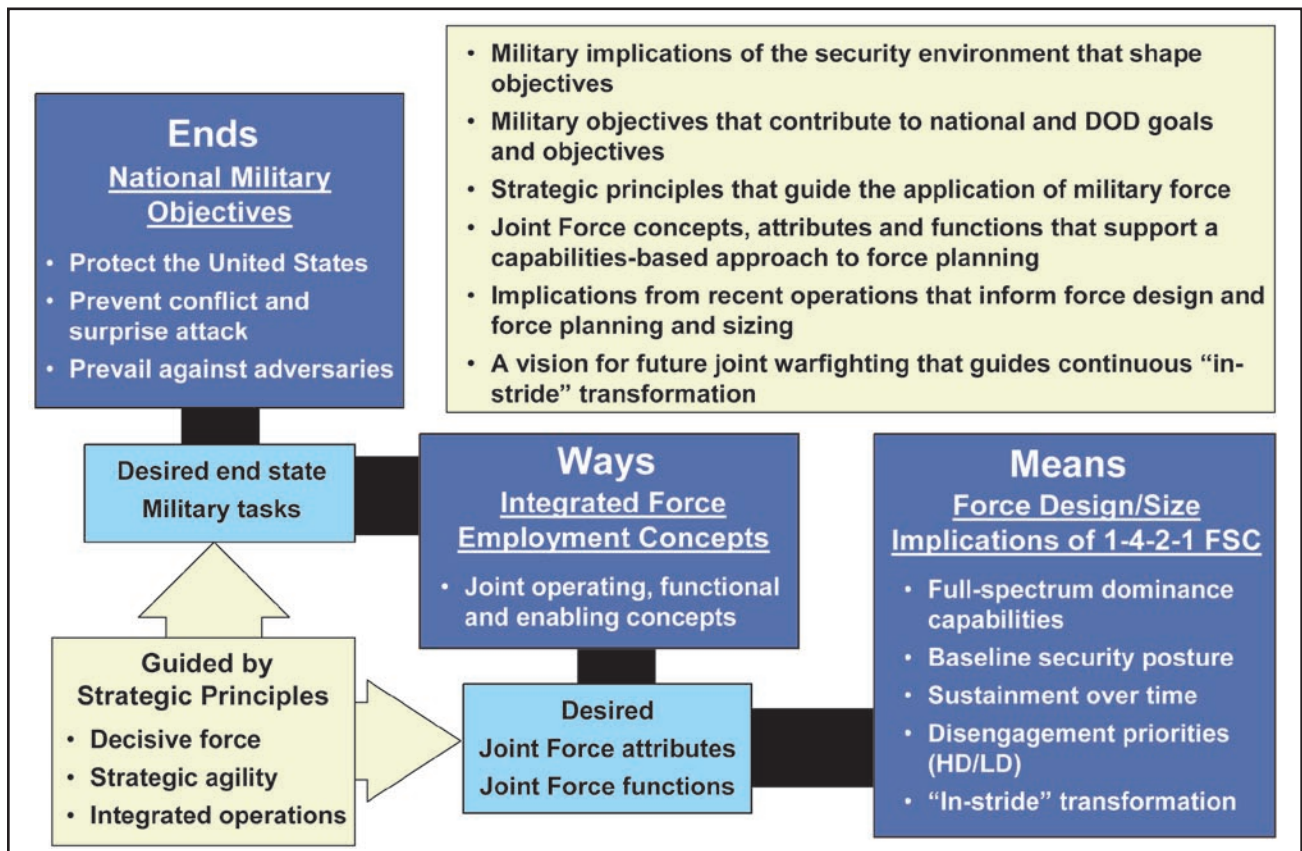 Ends
National Military
Objectives
• Protect the United States
• Prevent conflict and
surprise attack
• Prevail against adversaries
• Military implications of the security environment that shape
objectives
• Military objectives that contribute to national and DOD goals
and objectives
• Strategic principles that guide the application of military force
• Joint Force concepts, attributes and functions that support a
capabilities-based approach to force planning
• Implications from recent operations that inform force design and
force planning and sizing
• A vision for future joint warfighting that guides continuous “in-
stride” transformation
Desired end state
Military tasks
Ways
Integrated Force
Employment Concepts
• Joint operating, functional
and enabling concepts
Means
Force Design/Size
Implications of 1-4-2-1 FSC
• Full-spectrum dominance
capabilities
• Baseline security posture
• Sustainment over time
• Disengagement priorities
(HD/LD)
• “In-stride” transformation
Guided by
Strategic Principles
• Decisive force
• Strategic agility
• Integrated operations
Desired
Joint Force attributes
Joint Force functions